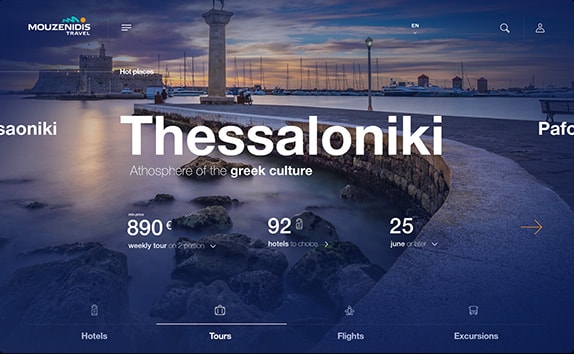 MOUZENIDIS
TRAVEL
EN
Hot places
saoniki
Thessaloniki
Pafo
Athosphere of the greek culture
min price
890 €
weekly tour on 2 person
92
hotels to choice
25
june or later
Hotels
Tours
Flights
Excursions